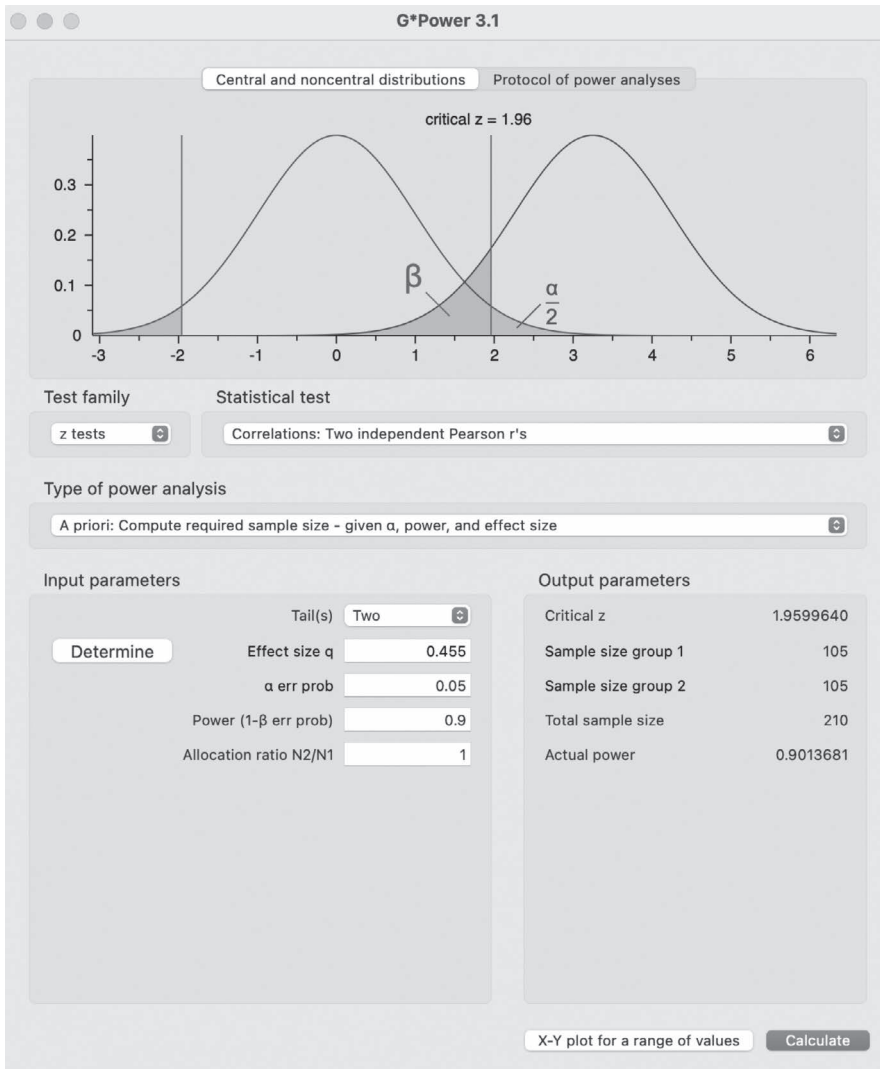 G*Power 3.1
Central and noncentral distributions Protocol of power analyses
critical z = 1.96
0.3
0.2
0.1
0
β
α
2
-3 -2 -1 0 1 2 3 4 5 6
Test family Statistical test
z tests Correlations: Two independent Pearson r's
Type of power analysis
A priori: Compute required sample size - given α, power, and effect size
Input parameters
Tail(s) Two
Determine Effect size q 0.455
α err prob 0.05
Power (1-β err prob) 0.9
Allocation ratio N2/N1 1
Output parameters
Critical z 1.9599640
Sample size group 1 105
Sample size group 2 105
Total sample size 210
Actual power 0.9013681
X-Y plot for a range of values Calculate